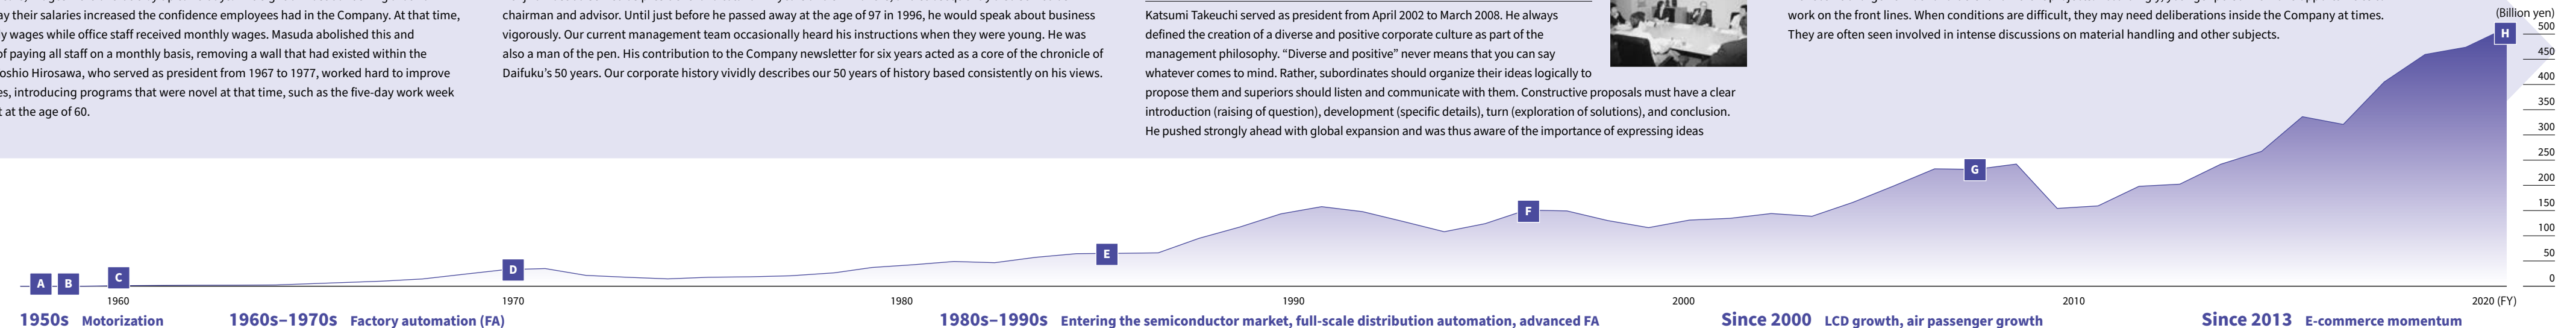 ay their salaries increased the confidence employees had in the Company. At that time,
y wages while office staff received monthly wages. Masuda abolished this and
of paying all staff on a monthly basis, removing a wall that had existed within the
oshio Hirosawa, who served as president from 1967 to 1977, worked hard to improve
es, introducing programs that were novel at that time, such as the five-day work week
t at the age of 60.
chairman and advisor. Until just before he passed away at the age of 97 in 1996, he would speak about business
vigorously. Our current management team occasionally heard his instructions when they were young. He was
also a man of the pen. His contribution to the Company newsletter for six years acted as a core of the chronicle of
Daifuku's 50 years. Our corporate history vividly describes our 50 years of history based consistently on his views.
Katsumi Takeuchi served as president from April 2002 to March 2008. He always
defined the creation of a diverse and positive corporate culture as part of the
management philosophy. “Diverse and positive” never means that you can say
whatever comes to mind. Rather, subordinates should organize their ideas logically to
propose them and superiors should listen and communicate with them. Constructive proposals must have a clear
introduction (raising of question), development (specific details), turn (exploration of solutions), and conclusion.
He pushed strongly ahead with global expansion and was thus aware of the importance of expressing ideas
work on the front lines. When conditions are difficult, they may need deliberations inside the Company at times.
They are often seen involved in intense discussions on material handling and other subjects.
(Billion yen)
500
450
400
350
300
250
200
150
100
50
0
A
B
C
D
E
F
G
H
1960
1970
1980
1990
2000
2010
2020 (FY)
1950s Motorization
1960s–1970s Factory automation (FA)
1980s–1990s Entering the semiconductor market, full-scale distribution automation, advanced FA
Since 2000 LCD growth, air passenger growth
Since 2013 E-commerce momentum